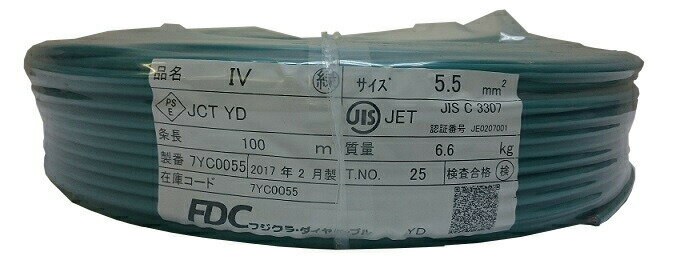 品名 IV 緑 サイズ 5.5 mm²
PS E JCT YD JIS JET JIS C 3307
認証番号 JE0207001
条長 100 m 質量 6.6 kg
製番 7YC0055 2017 年 2 月製 T.NO. 25 検査合格 検
在庫コード 7YC0055
FDC フジクラ・ダイヤケーブル YD